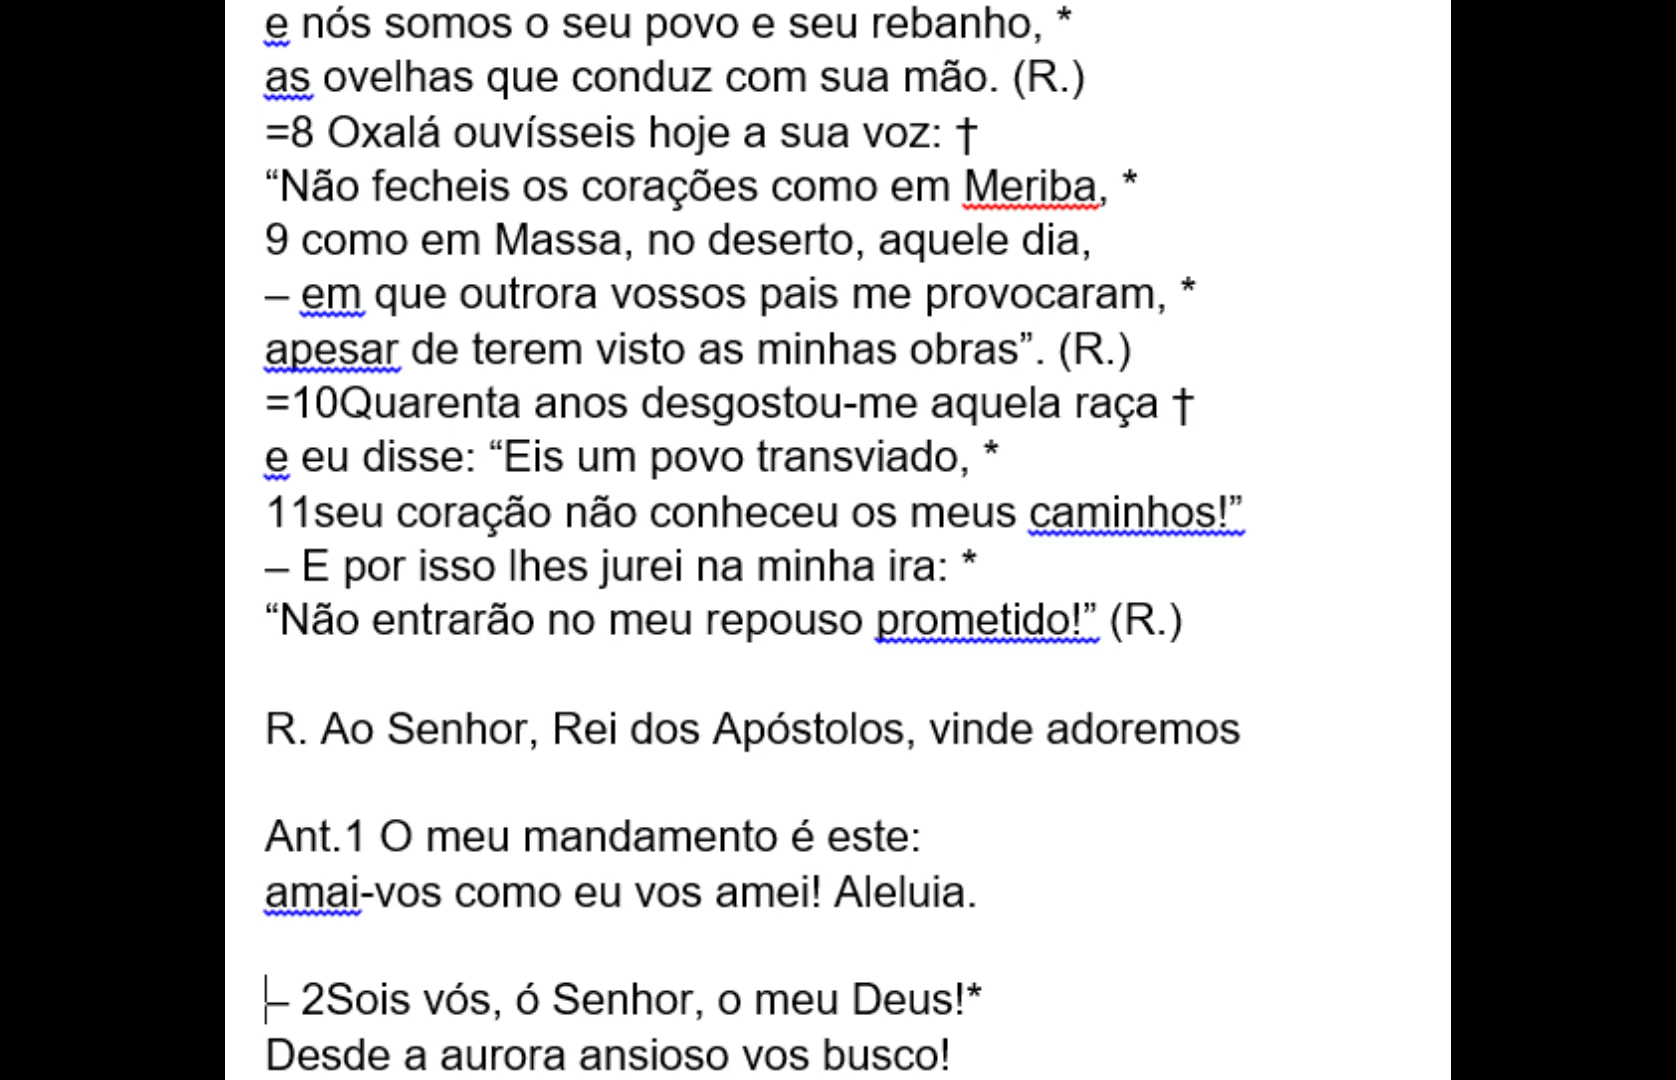 e nós somos o seu povo e seu rebanho, *
as ovelhas que conduz com sua mão. (R.)
=8 Oxalá ouvísseis hoje a sua voz: †
“Não fecheis os corações como em Meriba, *
9 como em Massa, no deserto, aquele dia,
– em que outrora vossos pais me provocaram, *
apesar de terem visto as minhas obras”. (R.)
=10Quarenta anos desgostou-me aquela raça †
e eu disse: “Eis um povo transviado, *
11seu coração não conheceu os meus caminhos!”
– E por isso lhes jurei na minha ira: *
“Não entrarão no meu repouso prometido!” (R.)
R. Ao Senhor, Rei dos Apóstolos, vinde adoremos
Ant.1 O meu mandamento é este:
amai-vos como eu vos amei! Aleluia.
– 2Sois vós, ó Senhor, o meu Deus!*
Desde a aurora ansioso vos busco!